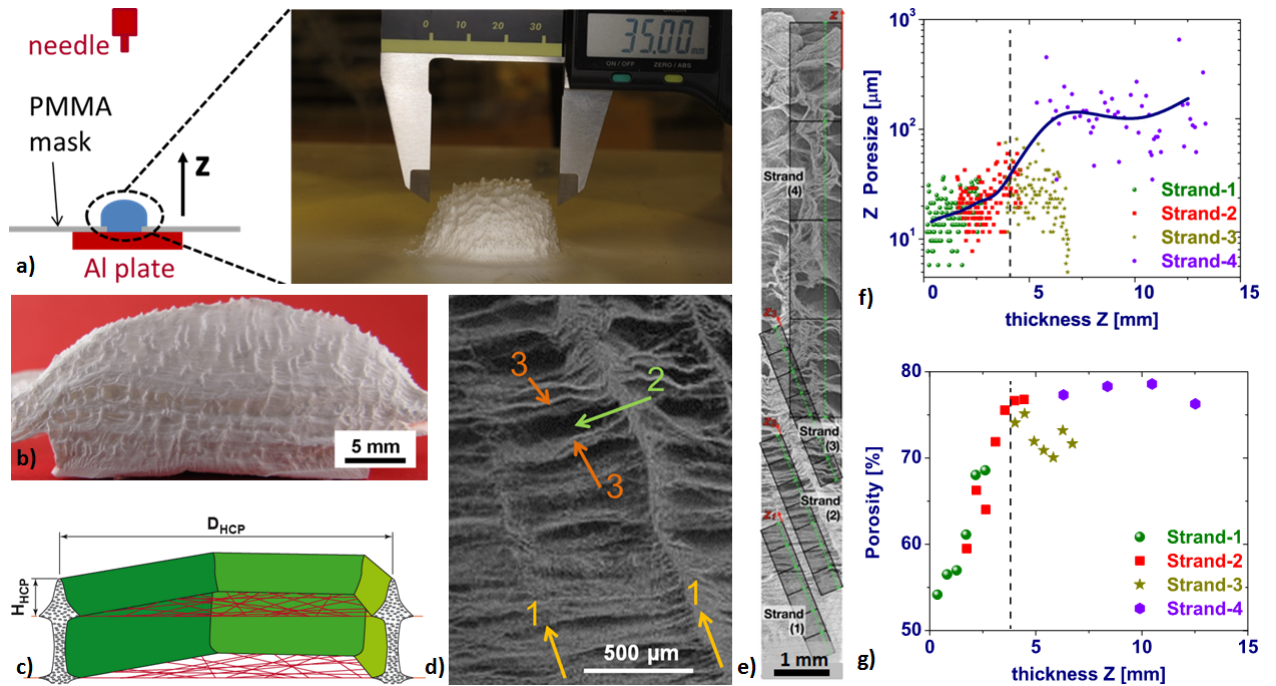 needle
PMMA
mask
Z
Al plate
a)
0 10 20 30
35.00 mm
ON / OFF ZERO / ABS
b)
5 mm
D_HCP
H_HCP
c)
3
2
3
1
1
500 µm
d)
Z
Strand
(4)
Strand
(3)
Strand
(2)
Z₁
Strand
(1)
1 mm
e)
Z Poresize [µm]
10³
10²
10¹
Strand-1
Strand-2
Strand-3
Strand-4
0 5 10 15
thickness Z [mm]
f)
Porosity [%]
80
70
60
50
Strand-1
Strand-2
Strand-3
Strand-4
0 5 10 15
thickness Z [mm]
g)